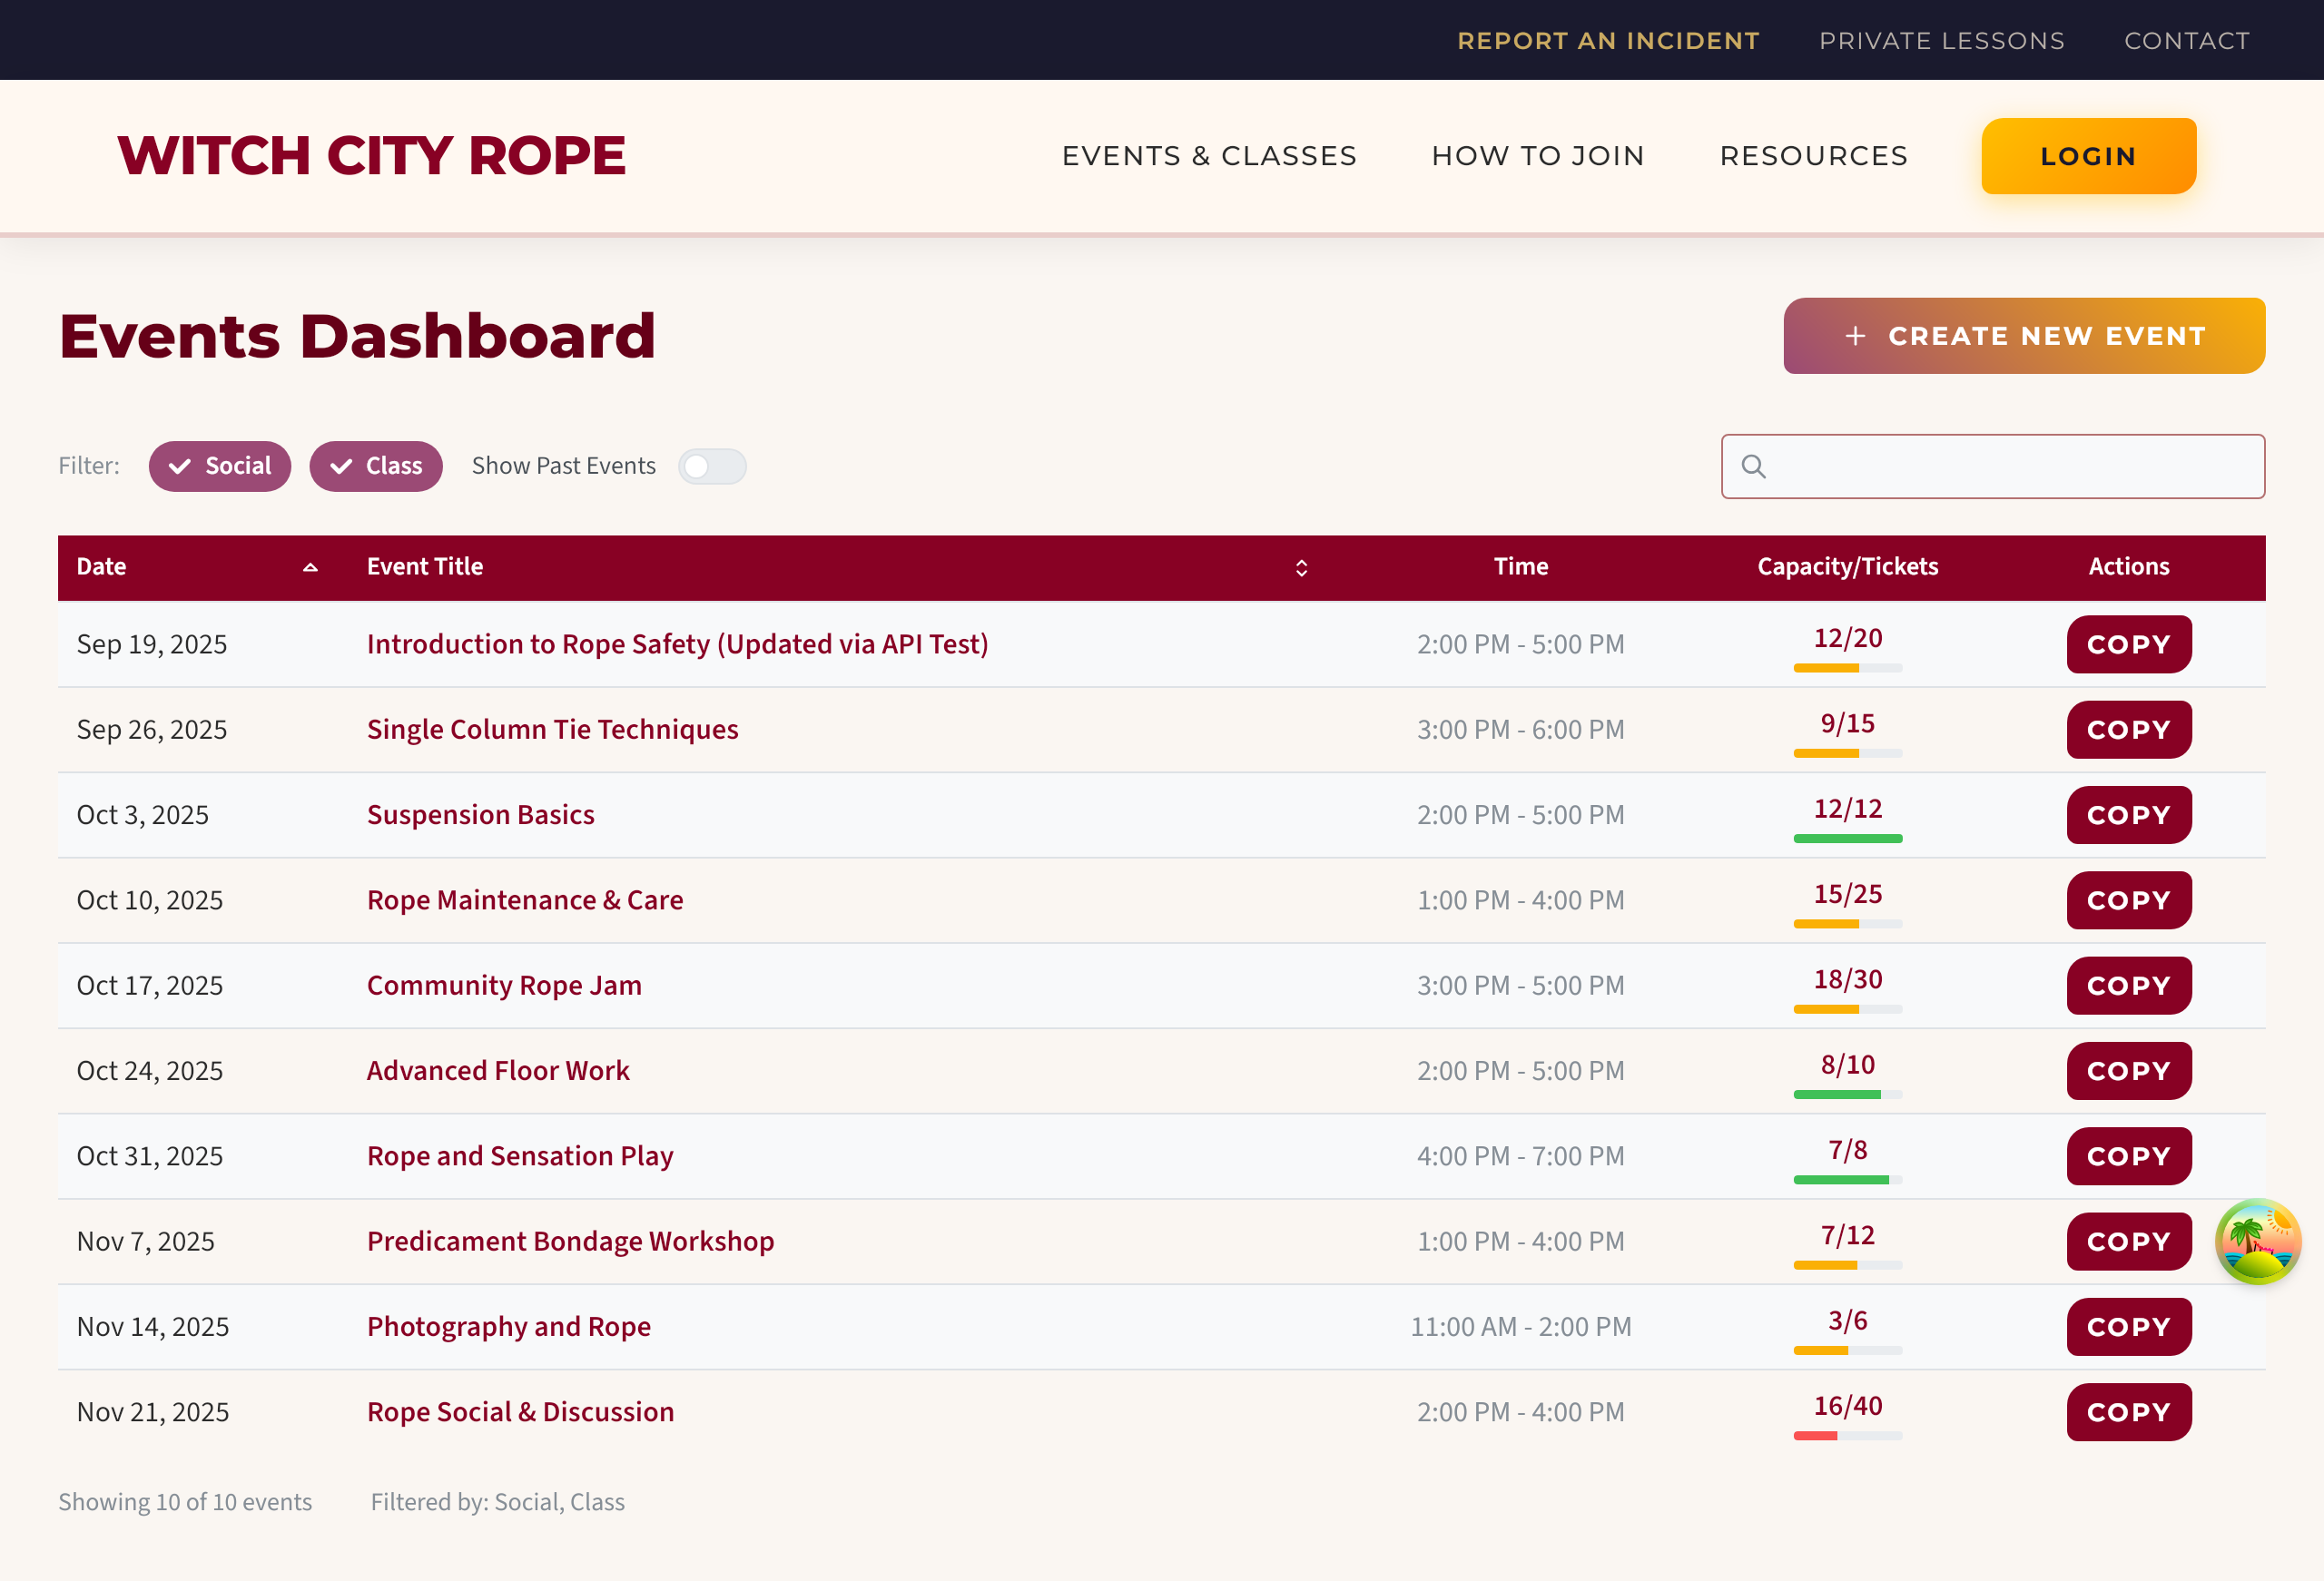 REPORT AN INCIDENT PRIVATE LESSONS CONTACT
WITCH CITY ROPE EVENTS & CLASSES HOW TO JOIN RESOURCES LOGIN
Events Dashboard + CREATE NEW EVENT
Filter: Social Class Show Past Events
Date Event Title Time Capacity/Tickets Actions
Sep 19, 2025 Introduction to Rope Safety (Updated via API Test) 2:00 PM - 5:00 PM 12/20 COPY
Sep 26, 2025 Single Column Tie Techniques 3:00 PM - 6:00 PM 9/15 COPY
Oct 3, 2025 Suspension Basics 2:00 PM - 5:00 PM 12/12 COPY
Oct 10, 2025 Rope Maintenance & Care 1:00 PM - 4:00 PM 15/25 COPY
Oct 17, 2025 Community Rope Jam 3:00 PM - 5:00 PM 18/30 COPY
Oct 24, 2025 Advanced Floor Work 2:00 PM - 5:00 PM 8/10 COPY
Oct 31, 2025 Rope and Sensation Play 4:00 PM - 7:00 PM 7/8 COPY
Nov 7, 2025 Predicament Bondage Workshop 1:00 PM - 4:00 PM 7/12 COPY
Nov 14, 2025 Photography and Rope 11:00 AM - 2:00 PM 3/6 COPY
Nov 21, 2025 Rope Social & Discussion 2:00 PM - 4:00 PM 16/40 COPY
Showing 10 of 10 events Filtered by: Social, Class